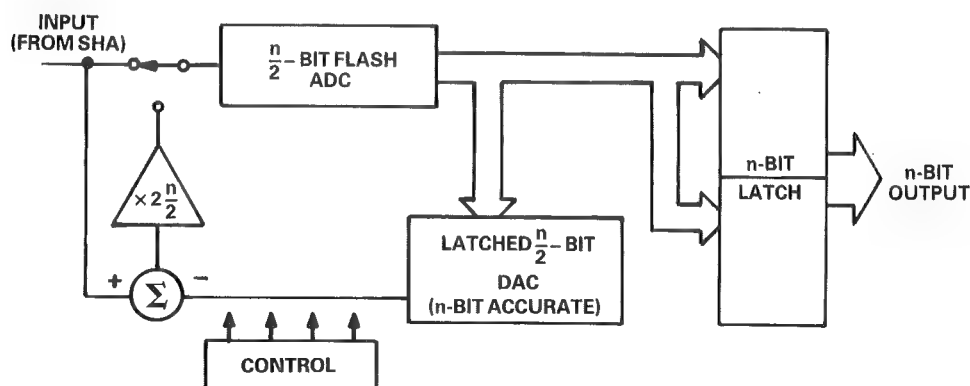 INPUT
(FROM SHA)
n/2 – BIT FLASH
ADC
× 2 n/2
+
–
Σ
LATCHED n/2 – BIT
DAC
(n-BIT ACCURATE)
CONTROL
n-BIT
LATCH
n-BIT
OUTPUT